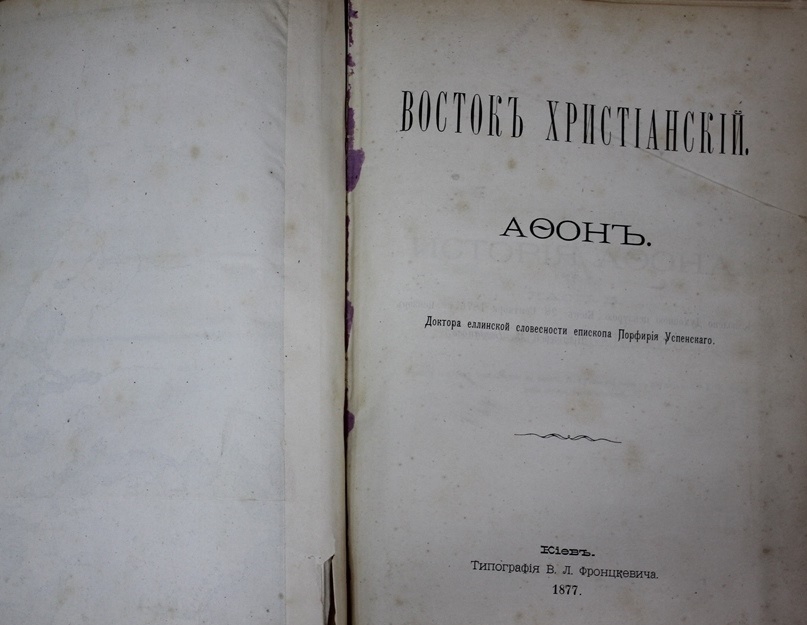 ВОСТОКЪ ХРИСТІАНСКІЙ.
АѲОНЪ.
Доктора еллинской словесности епископа Порфирія Успенскаго.
Кіевъ.
Типографія В. Л. Фронцкевича.
1877.